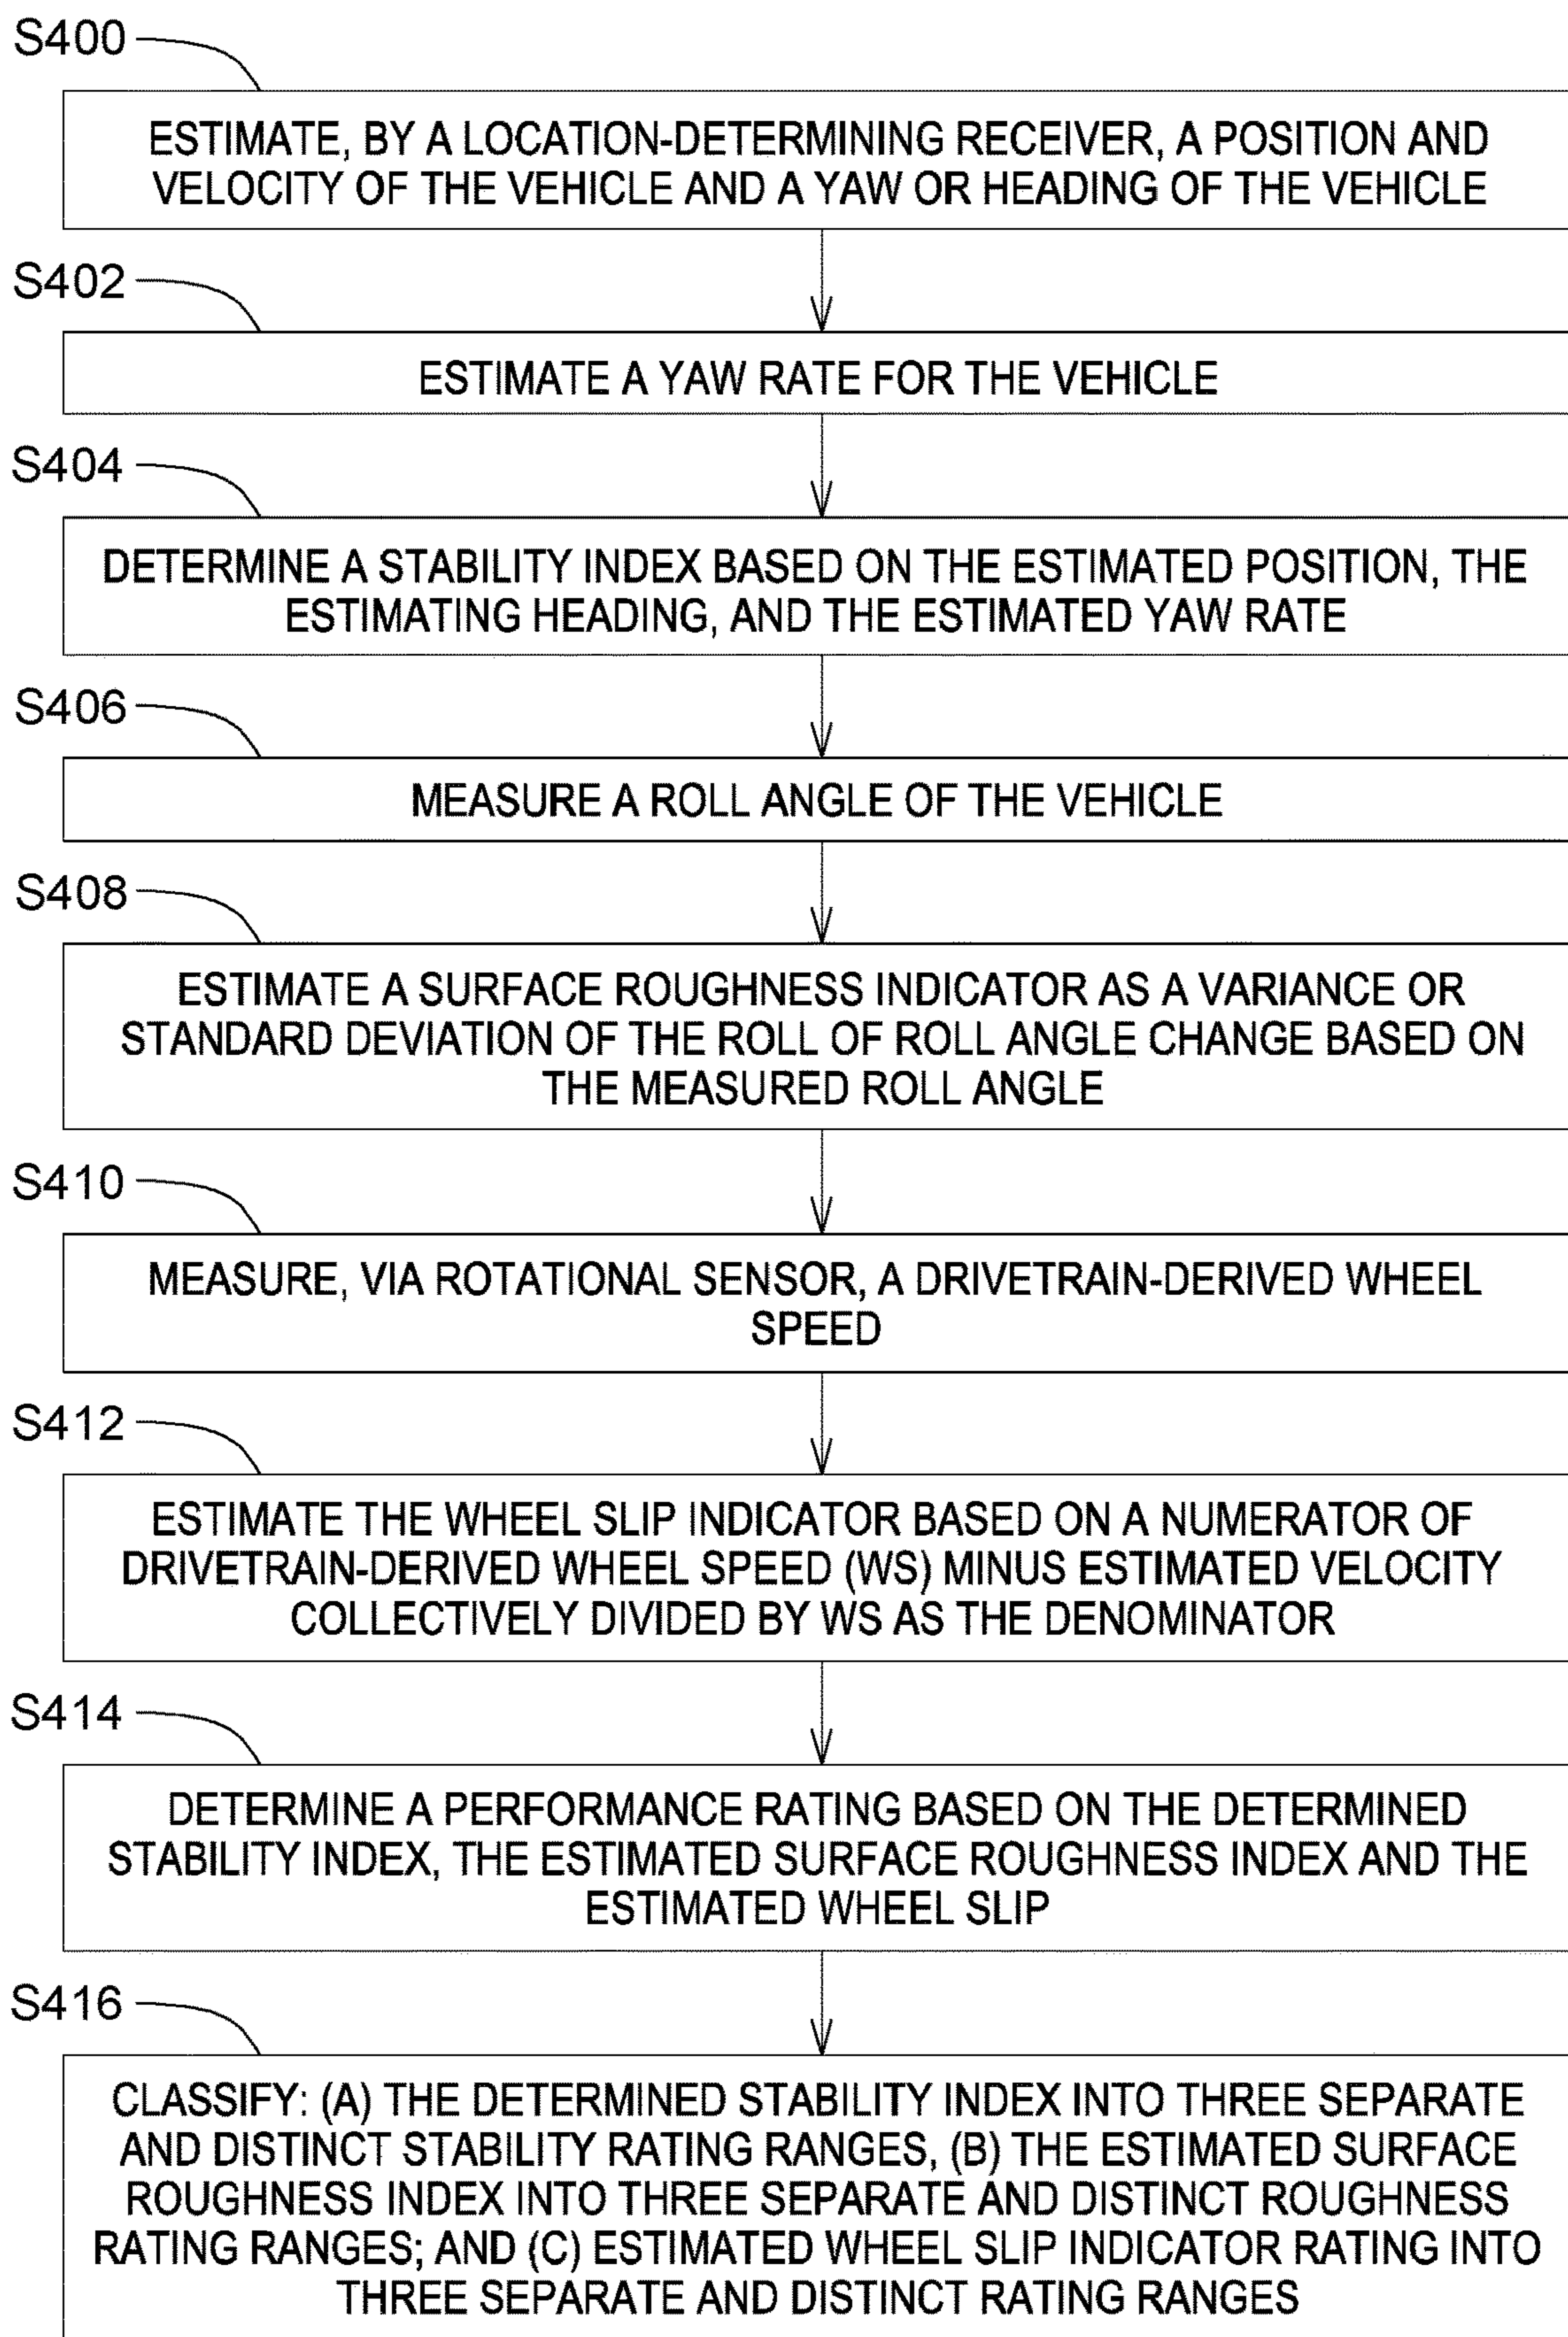 S400
ESTIMATE, BY A LOCATION-DETERMINING RECEIVER, A POSITION AND
VELOCITY OF THE VEHICLE AND A YAW OR HEADING OF THE VEHICLE
S402
ESTIMATE A YAW RATE FOR THE VEHICLE
S404
DETERMINE A STABILITY INDEX BASED ON THE ESTIMATED POSITION, THE
ESTIMATING HEADING, AND THE ESTIMATED YAW RATE
S406
MEASURE A ROLL ANGLE OF THE VEHICLE
S408
ESTIMATE A SURFACE ROUGHNESS INDICATOR AS A VARIANCE OR
STANDARD DEVIATION OF THE ROLL OF ROLL ANGLE CHANGE BASED ON
THE MEASURED ROLL ANGLE
S410
MEASURE, VIA ROTATIONAL SENSOR, A DRIVETRAIN-DERIVED WHEEL
SPEED
S412
ESTIMATE THE WHEEL SLIP INDICATOR BASED ON A NUMERATOR OF
DRIVETRAIN-DERIVED WHEEL SPEED (WS) MINUS ESTIMATED VELOCITY
COLLECTIVELY DIVIDED BY WS AS THE DENOMINATOR
S414
DETERMINE A PERFORMANCE RATING BASED ON THE DETERMINED
STABILITY INDEX, THE ESTIMATED SURFACE ROUGHNESS INDEX AND THE
ESTIMATED WHEEL SLIP
S416
CLASSIFY: (A) THE DETERMINED STABILITY INDEX INTO THREE SEPARATE
AND DISTINCT STABILITY RATING RANGES, (B) THE ESTIMATED SURFACE
ROUGHNESS INDEX INTO THREE SEPARATE AND DISTINCT ROUGHNESS
RATING RANGES; AND (C) ESTIMATED WHEEL SLIP INDICATOR RATING INTO
THREE SEPARATE AND DISTINCT RATING RANGES